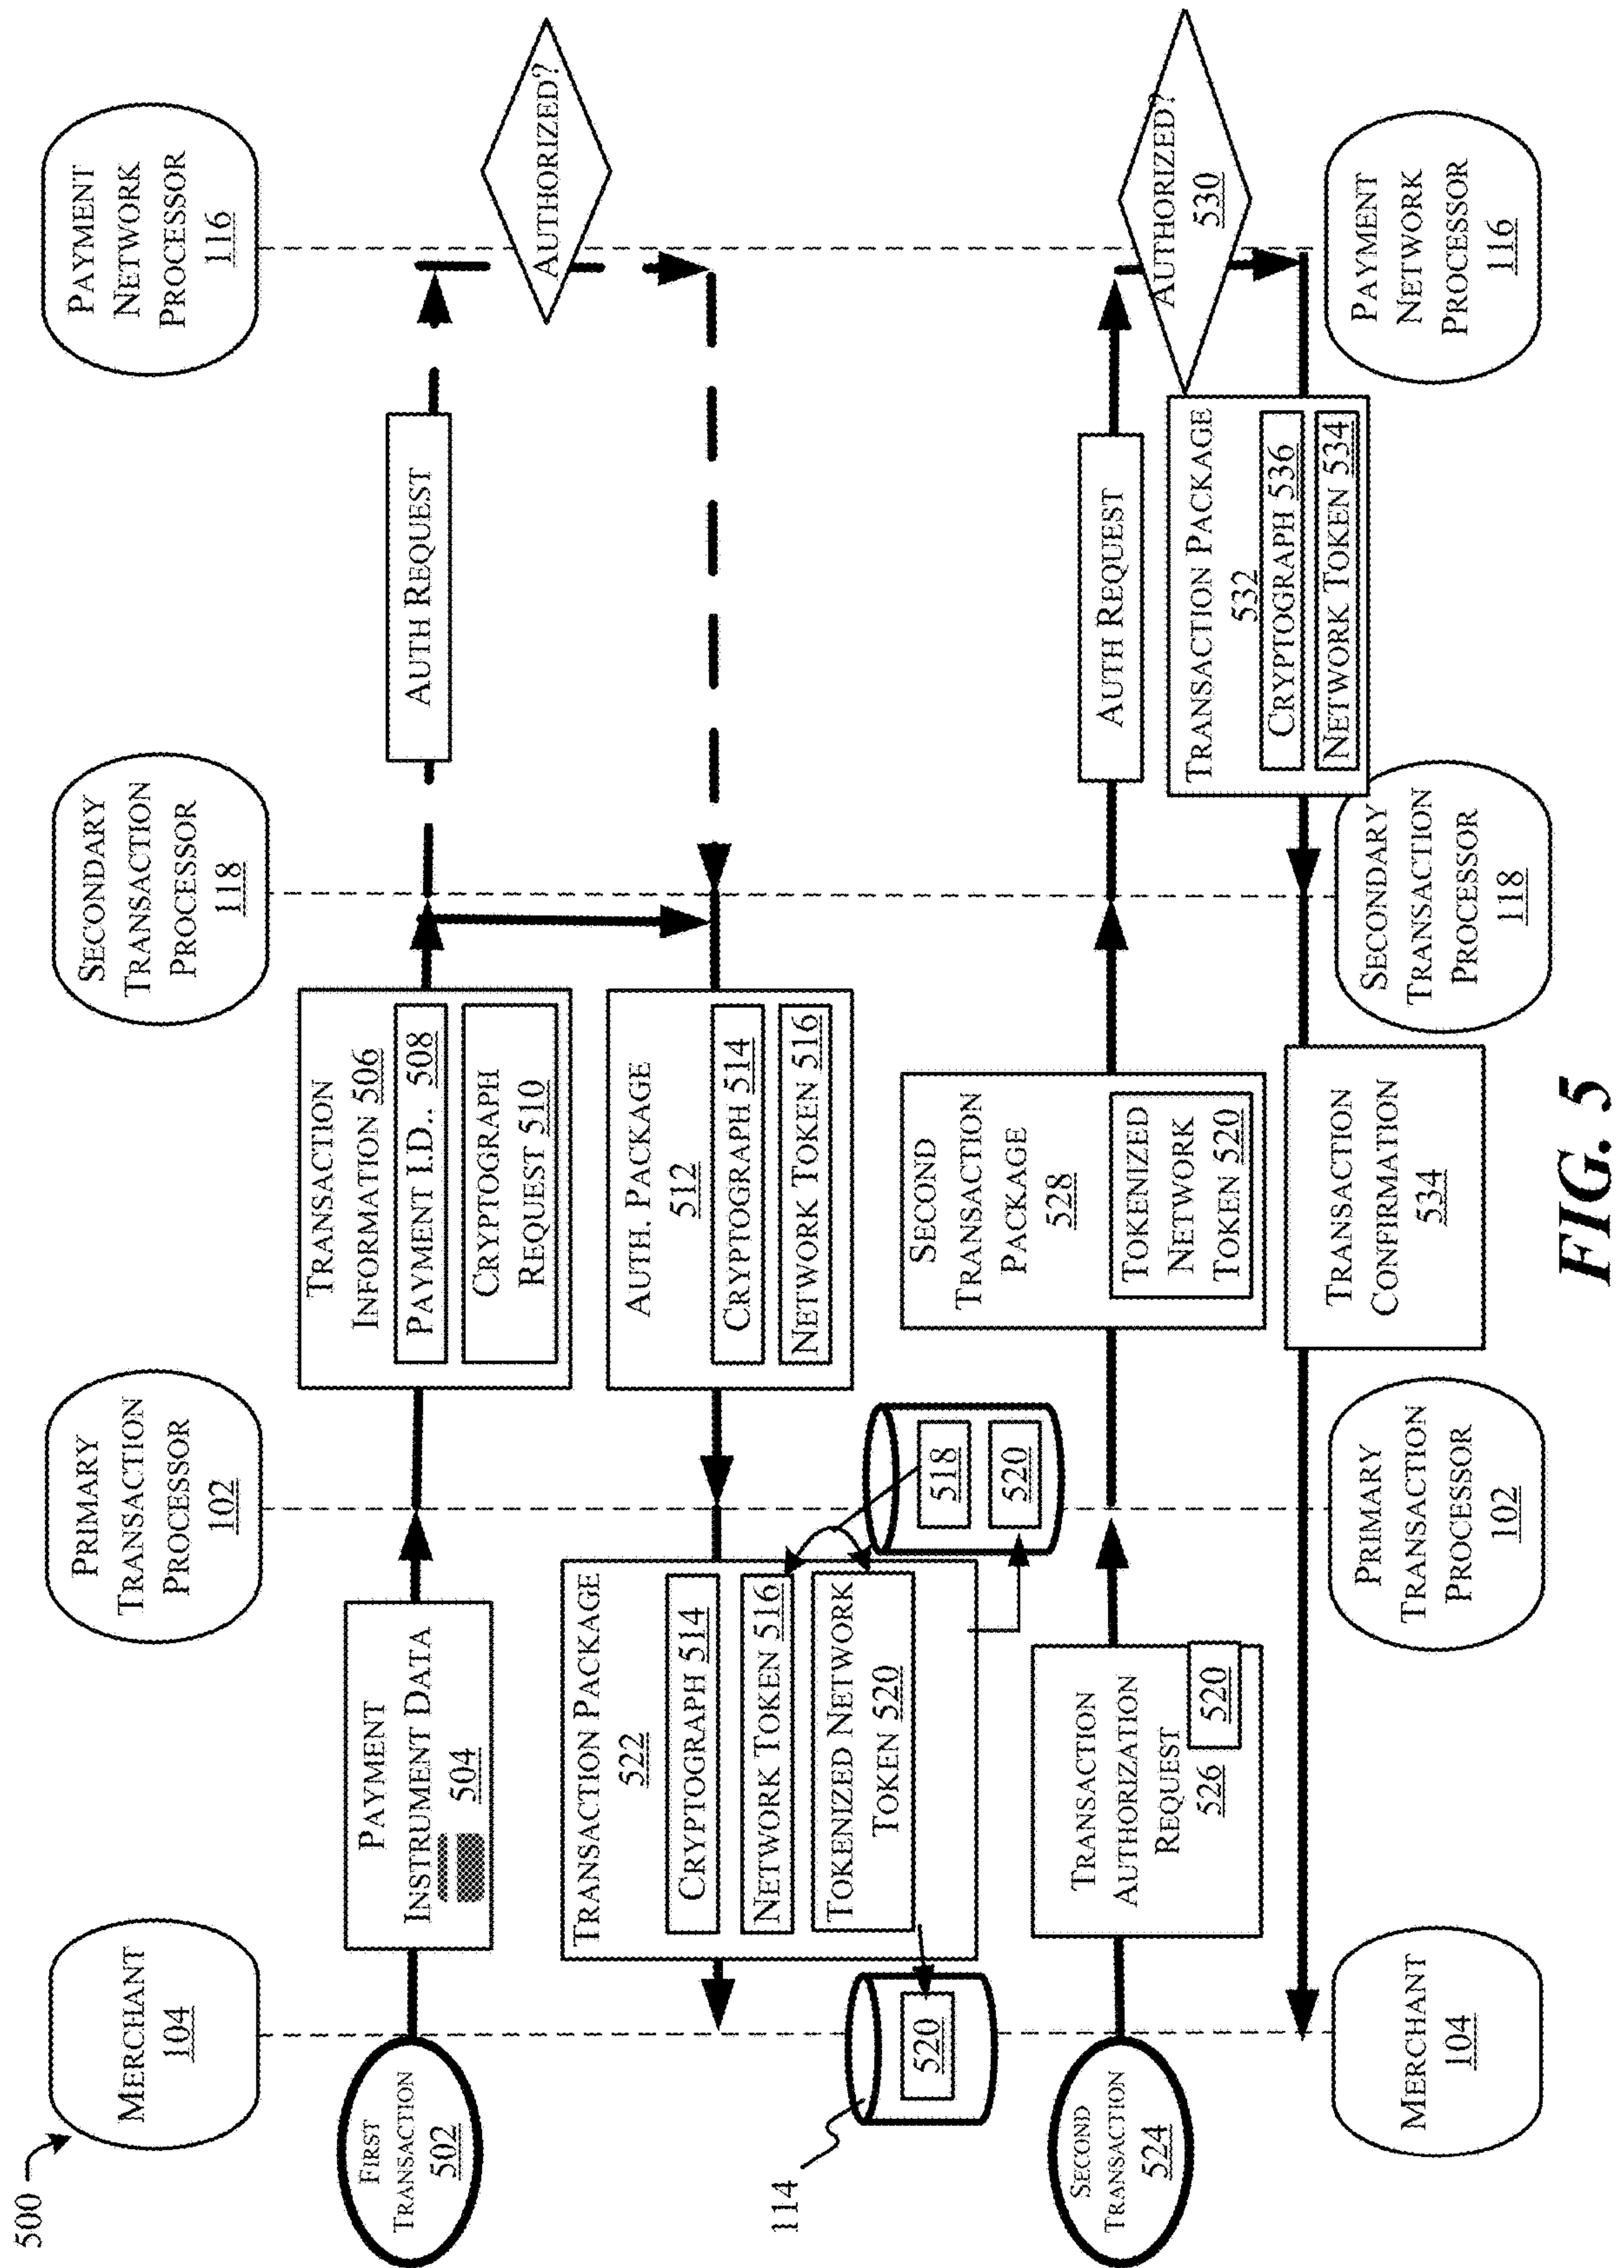 500
MERCHANT
104
PRIMARY
TRANSACTION
PROCESSOR
102
SECONDARY
TRANSACTION
PROCESSOR
118
PAYMENT
NETWORK
PROCESSOR
116
FIRST
TRANSACTION
502
PAYMENT
INSTRUMENT DATA
504
TRANSACTION
INFORMATION 506
PAYMENT I.D.. 508
CRYPTOGRAPH
REQUEST 510
AUTH REQUEST
AUTHORIZED?
AUTH. PACKAGE
512
CRYPTOGRAPH 514
NETWORK TOKEN 516
TRANSACTION PACKAGE
522
CRYPTOGRAPH 514
NETWORK TOKEN 516
TOKENIZED NETWORK
TOKEN 520
518
520
114
520
SECOND
TRANSACTION
524
TRANSACTION
AUTHORIZATION
REQUEST
526
520
SECOND
TRANSACTION
PACKAGE
528
TOKENIZED
NETWORK
TOKEN 520
AUTH REQUEST
AUTHORIZED?
530
TRANSACTION PACKAGE
532
CRYPTOGRAPH 536
NETWORK TOKEN 534
TRANSACTION
CONFIRMATION
534
MERCHANT
104
PRIMARY
TRANSACTION
PROCESSOR
102
SECONDARY
TRANSACTION
PROCESSOR
118
PAYMENT
NETWORK
PROCESSOR
116
FIG. 5